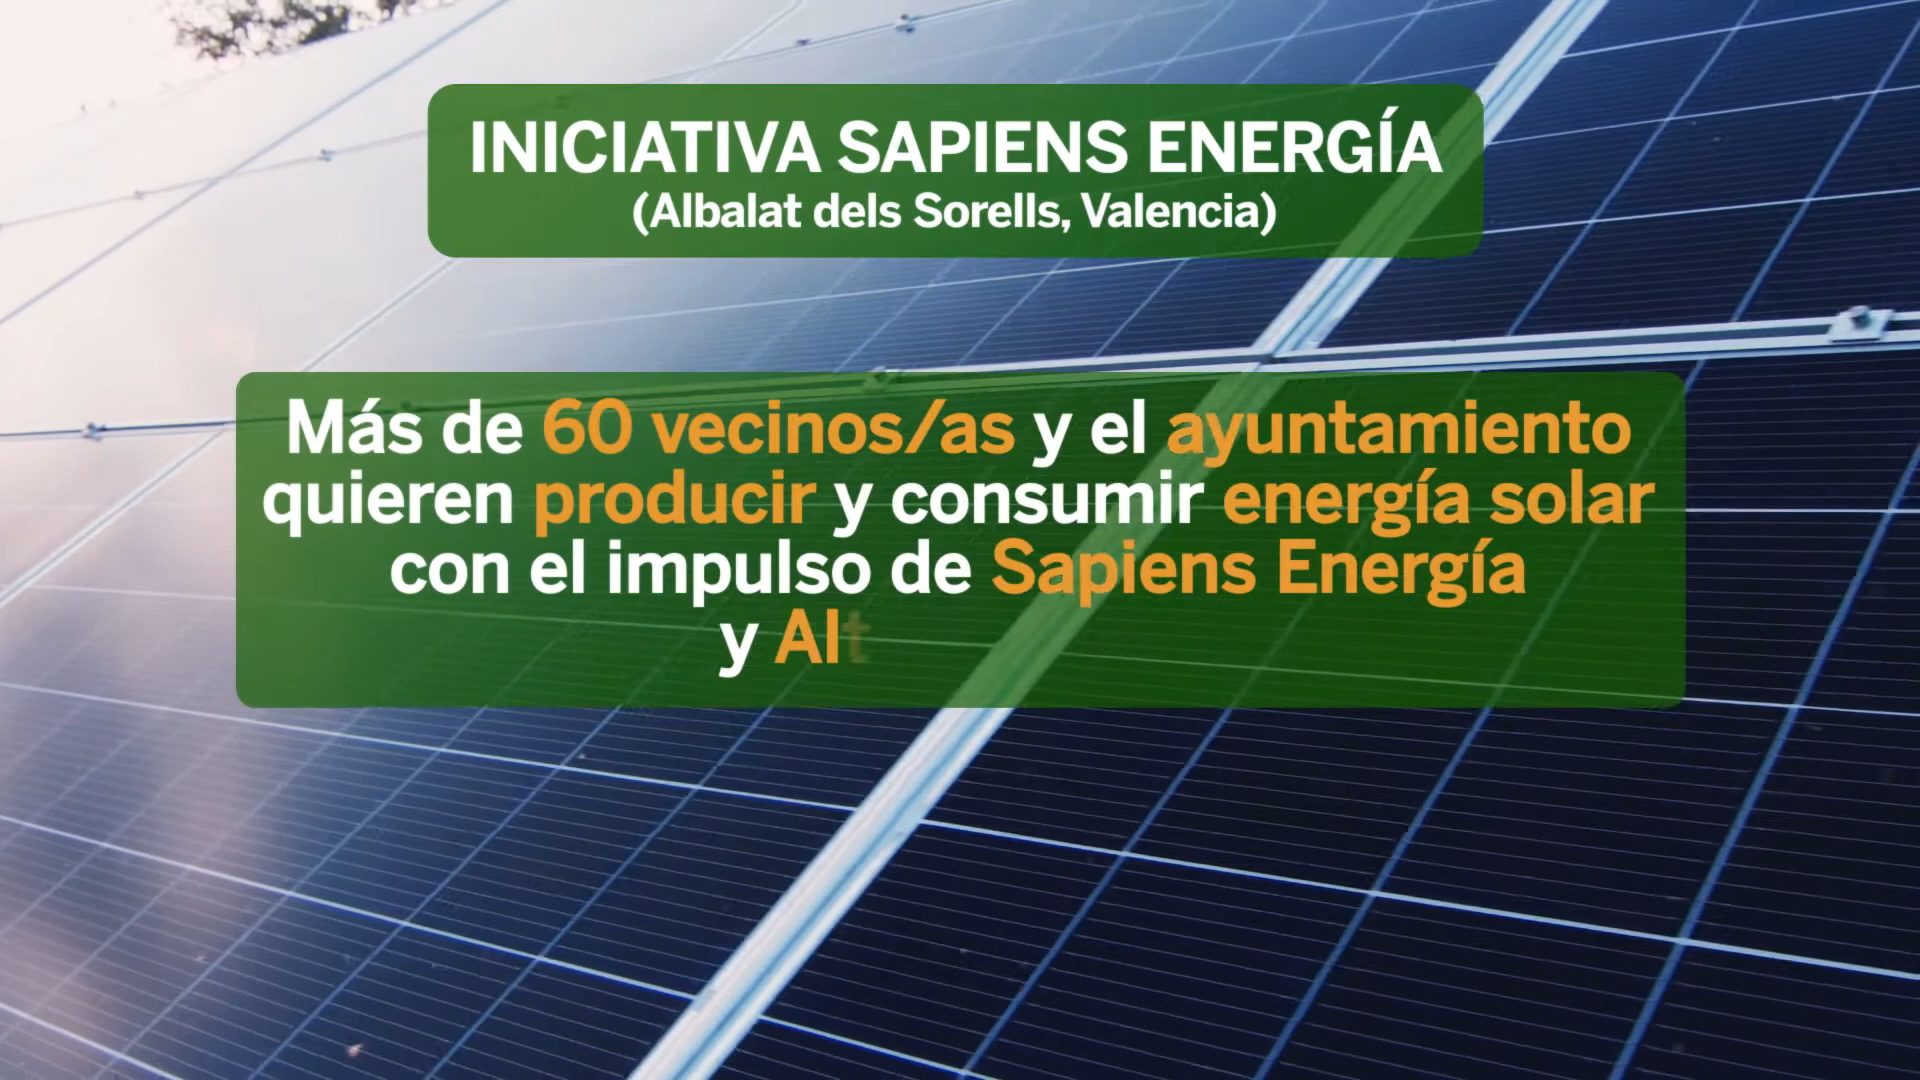 INICIATIVA SAPIENS ENERGÍA
(Albalat dels Sorells, Valencia)
Más de 60 vecinos/as y el ayuntamiento
quieren producir y consumir energía solar
con el impulso de Sapiens Energía
y Alt